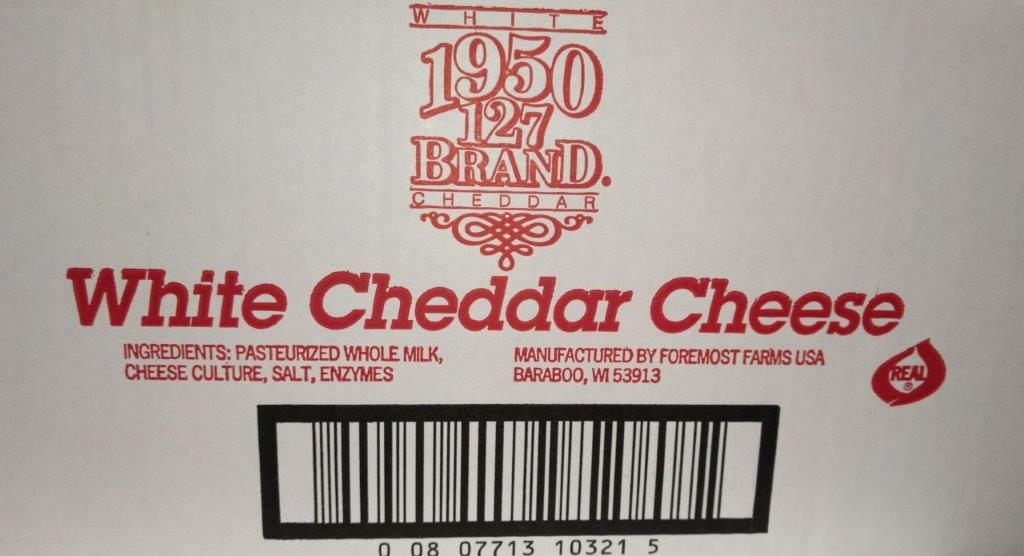 WHITE
1950
127
BRAND.
CHEDDAR
White Cheddar Cheese
INGREDIENTS: PASTEURIZED WHOLE MILK,
CHEESE CULTURE, SALT, ENZYMES
MANUFACTURED BY FOREMOST FARMS USA
BARABOO, WI 53913
REAL
®
0 08 07713 10321 5